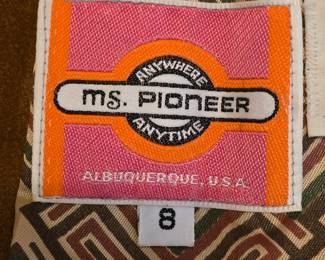 ANYWHERE
ms. PIONEER
ANYTIME
ALBUQUERQUE, U.S.A.
8